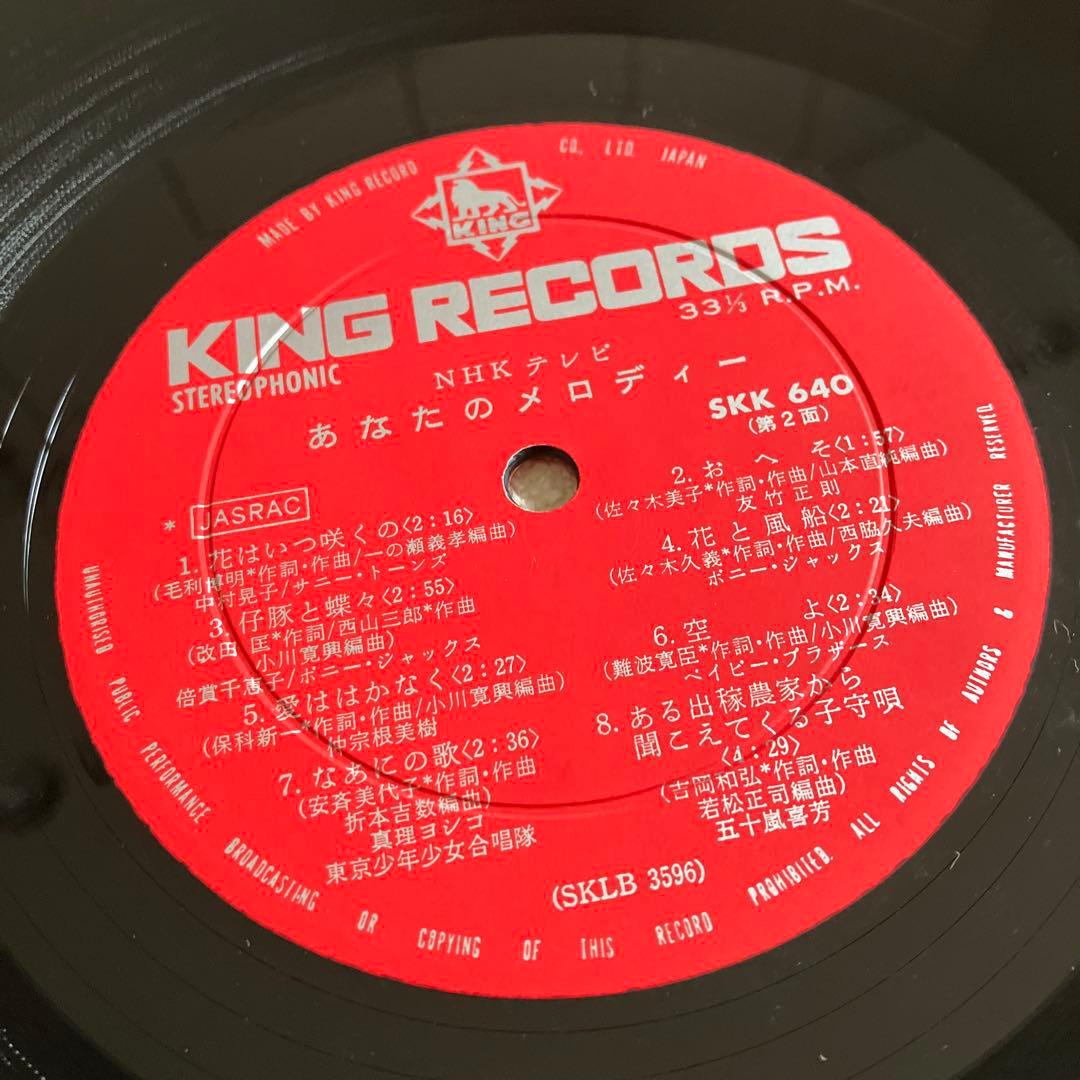 MADE BY KING RECORD CO., LTD. JAPAN
KING
KING RECORDS
33⅓ R.P.M.
STEREOPHONIC
NHKテレビ
あなたのメロディー
SKK 640
(第2面)
* JASRAC
1. 花はいつ咲くの〈2:16〉
(毛利博明*作詞・作曲/一の瀬義孝編曲)
中村晃子/サニー・トーンズ
2. おへそ〈1:57〉
(佐々木美子*作詞・作曲/山本直純編曲)
友竹正則
3. 仔豚と蝶々〈2:55〉
(改田 匡*作詞/西山三郎*作曲
小川寛興編曲)
倍賞千恵子/ボニー・ジャックス
4. 花と風船〈2:21〉
(佐々木久義*作詞・作曲/西脇久夫編曲)
ボニー・ジャックス
5. 愛ははかなく〈2:27〉
(保科新一*作詞・作曲/小川寛興編曲)
仲宗根美樹
6. 空よ〈2:34〉
(難波寛臣*作詞・作曲/小川寛興編曲)
ベイビー・ブラザース
7. なあにの歌〈2:36〉
(安斉美代子*作詞・作曲
折本吉数編曲)
真理ヨシコ
東京少年少女合唱隊
8. ある出稼農家から
聞こえてくる子守唄
〈4:29〉
(吉岡和弘*作詞・作曲
若松正司編曲)
五十嵐喜芳
(SKLB 3596)
UNAUTHORISED PUBLIC PERFORMANCE BROADCASTING OR COPYING OF THIS RECORD PROHIBITED. ALL RIGHTS OF AUTHORS & MANUFACTURER RESERVED.